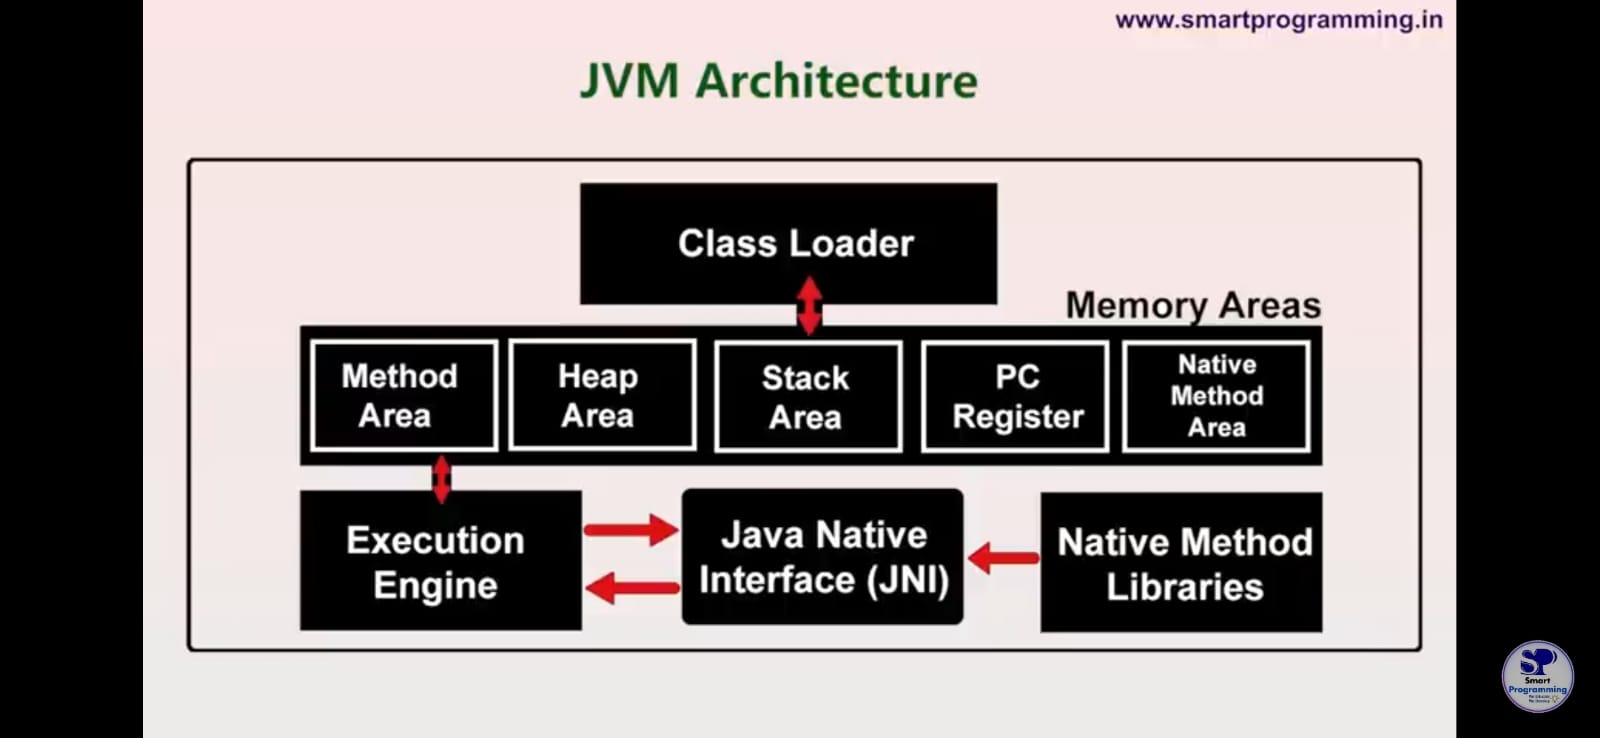 www.smartprogramming.in
JVM Architecture
Class Loader
Memory Areas
Method
Area
Heap
Area
Stack
Area
PC
Register
Native
Method
Area
Execution
Engine
Java Native
Interface (JNI)
Native Method
Libraries
SP
Smart
Programming